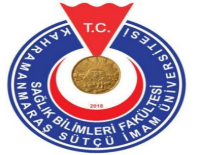 T.C.
KAHRAMANMARAŞ SÜTÇÜ İMAM ÜNİVERSİTESİ
SAĞLIK BİLİMLERİ FAKÜLTESİ
2018